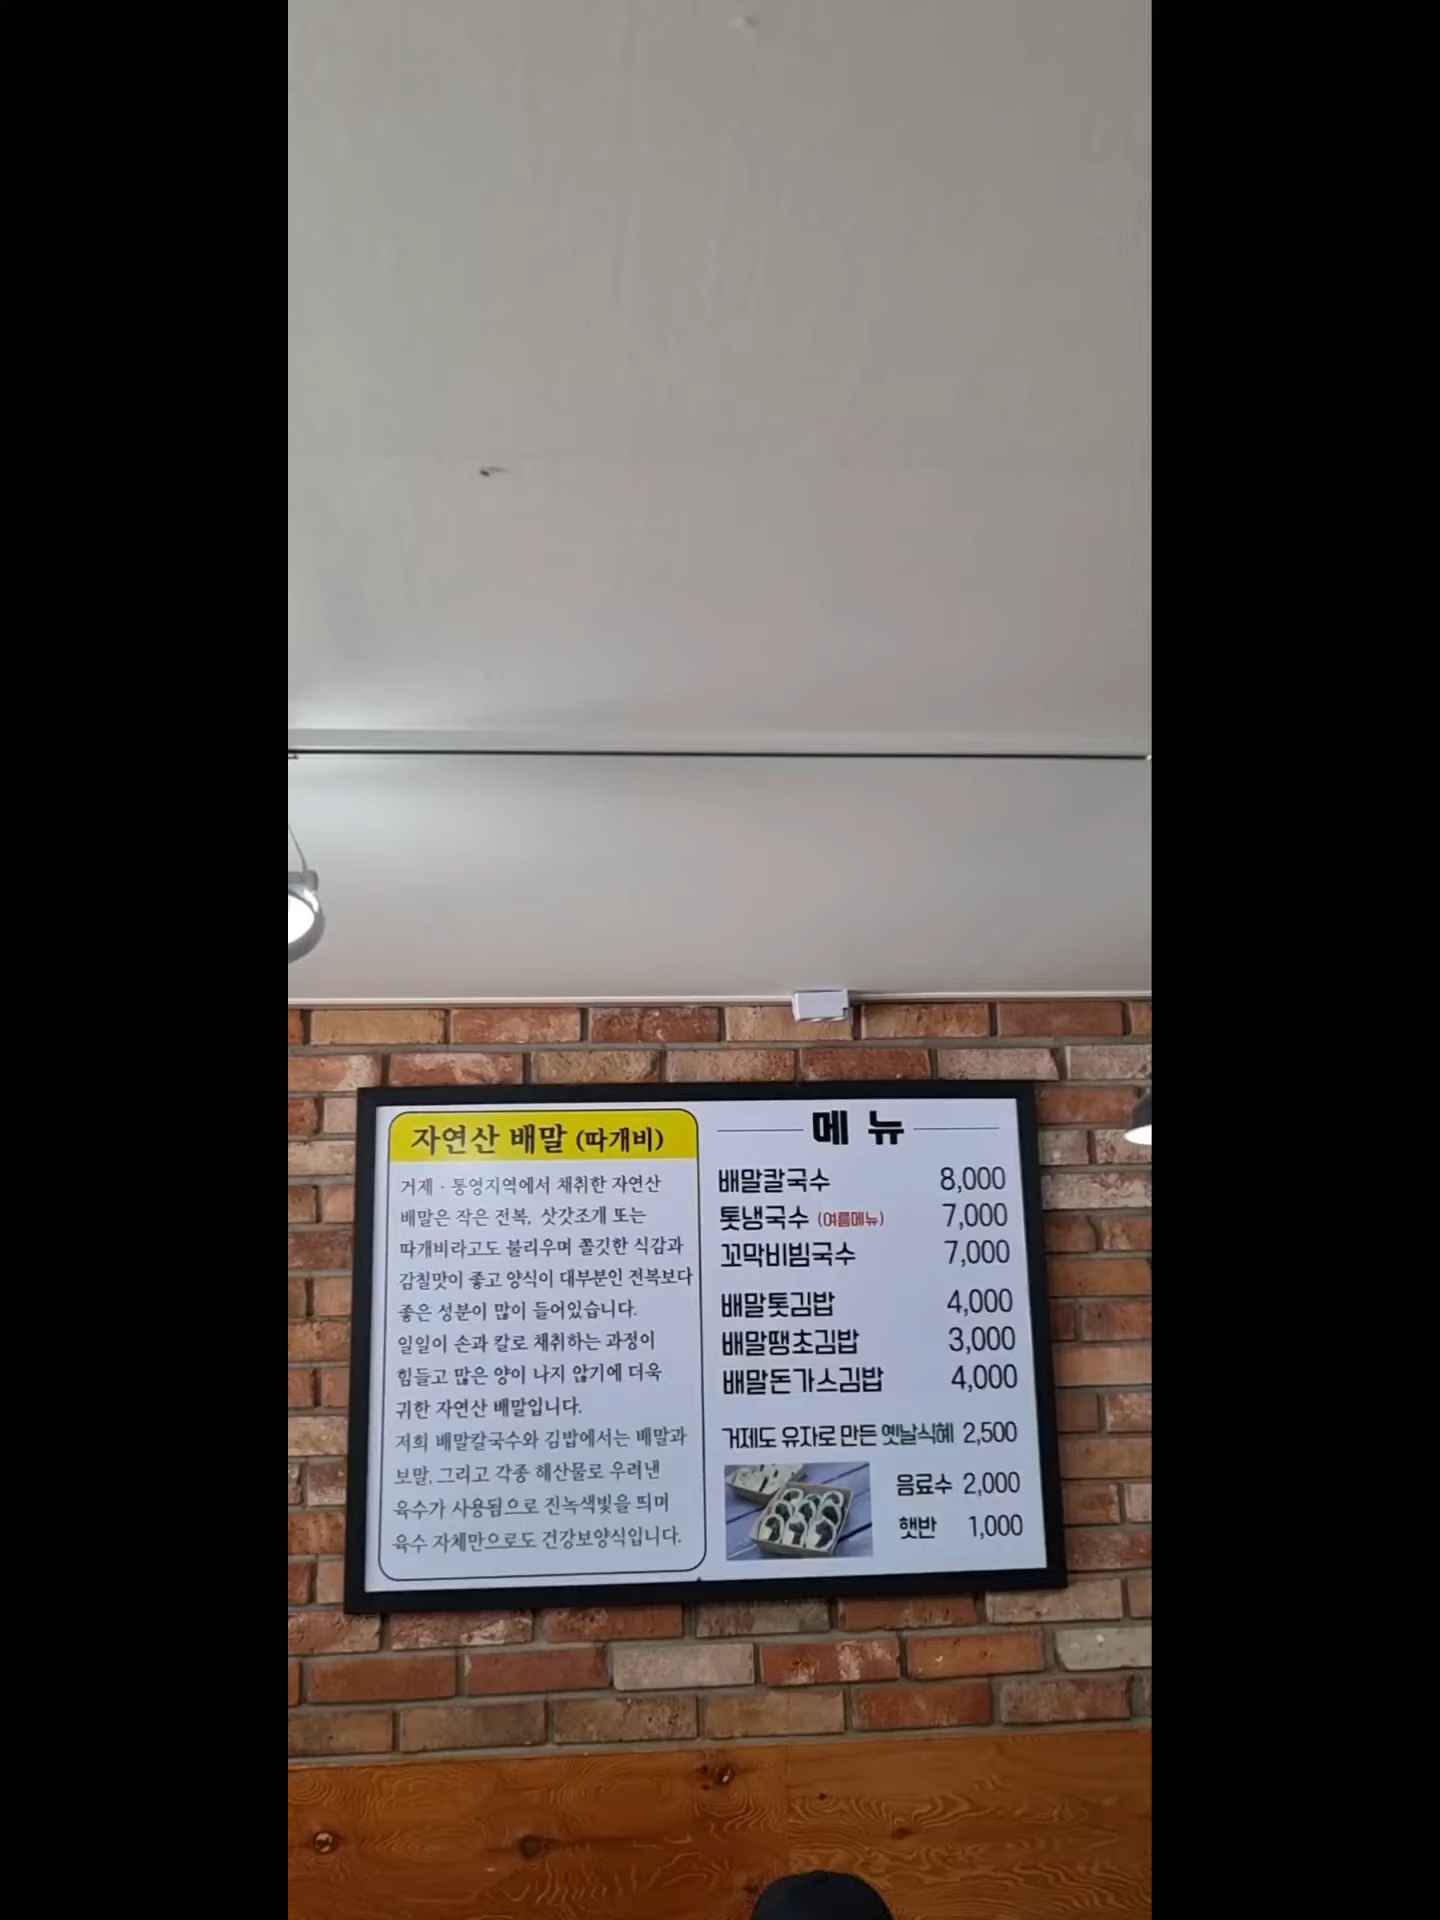 자연산 배말 (따개비)
거제 · 통영지역에서 채취한 자연산
배말은 작은 전복, 삿갓조개 또는
따개비라고도 불리우며 쫄깃한 식감과
감칠맛이 좋고 양식이 대부분인 전복보다
좋은 성분이 많이 들어있습니다.
일일이 손과 칼로 채취하는 과정이
힘들고 많은 양이 나지 않기에 더욱
귀한 자연산 배말입니다.
저희 배말칼국수와 김밥에서는 배말과
보말, 그리고 각종 해산물로 우려낸
육수가 사용됨으로 진녹색빛을 띄며
육수 자체만으로도 건강보양식입니다.
메 뉴
배말칼국수 8,000
톳냉국수 (여름메뉴) 7,000
꼬막비빔국수 7,000
배말톳김밥 4,000
배말땡초김밥 3,000
배말돈가스김밥 4,000
거제도 유자로 만든 옛날식혜 2,500
음료수 2,000
햇반 1,000